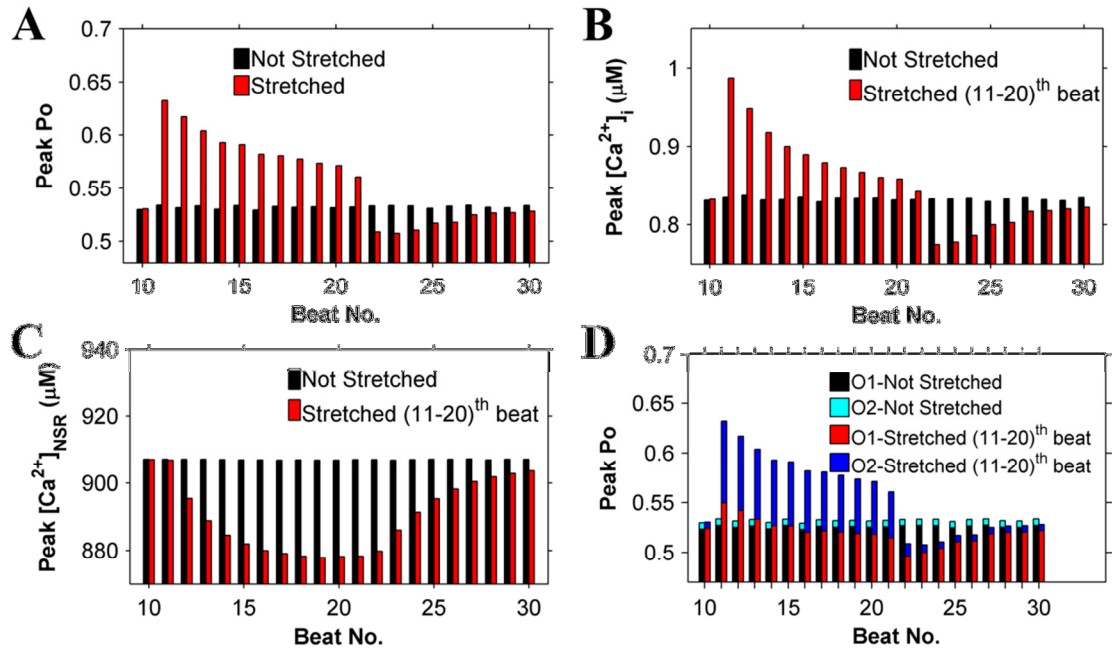 A
Peak Po
0.7
0.65
0.6
0.55
0.5
Not Stretched
Stretched
10 15 20 25 30
Beat No.
B
Peak [Ca2+]i (μM)
1
0.9
0.8
Not Stretched
Stretched (11-20)th beat
10 15 20 25 30
Beat No.
C
Peak [Ca2+]NSR (μM)
940
920
900
880
Not Stretched
Stretched (11-20)th beat
10 15 20 25 30
Beat No.
D
Peak Po
0.7
0.65
0.6
0.55
0.5
O1-Not Stretched
O2-Not Stretched
O1-Stretched (11-20)th beat
O2-Stretched (11-20)th beat
10 15 20 25 30
Beat No.